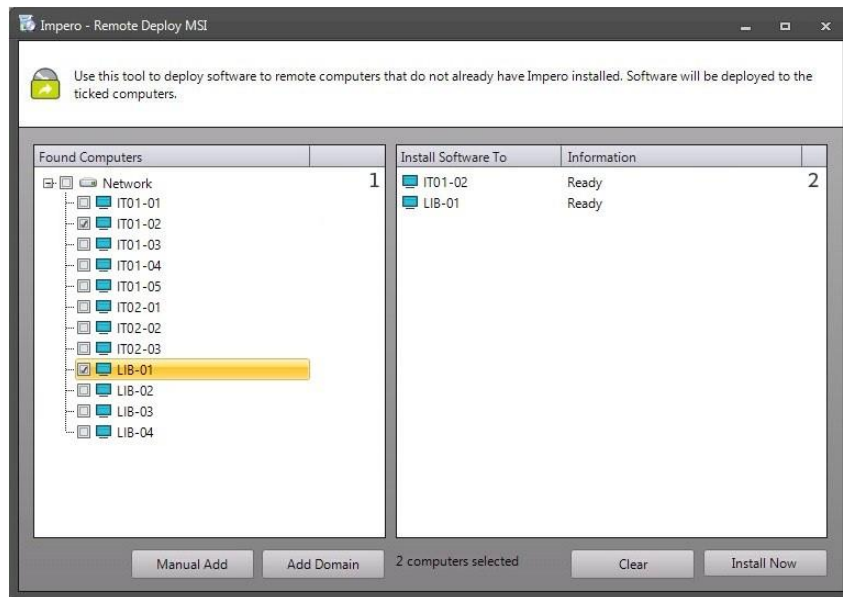 Impero - Remote Deploy MSI
Use this tool to deploy software to remote computers that do not already have Impero installed. Software will be deployed to the
ticked computers.
Found Computers
Network
1
IT01-01
IT01-02
IT01-03
IT01-04
IT01-05
IT02-01
IT02-02
IT02-03
LIB-01
LIB-02
LIB-03
LIB-04
Install Software To Information
IT01-02 Ready
2
LIB-01 Ready
Manual Add Add Domain 2 computers selected Clear Install Now